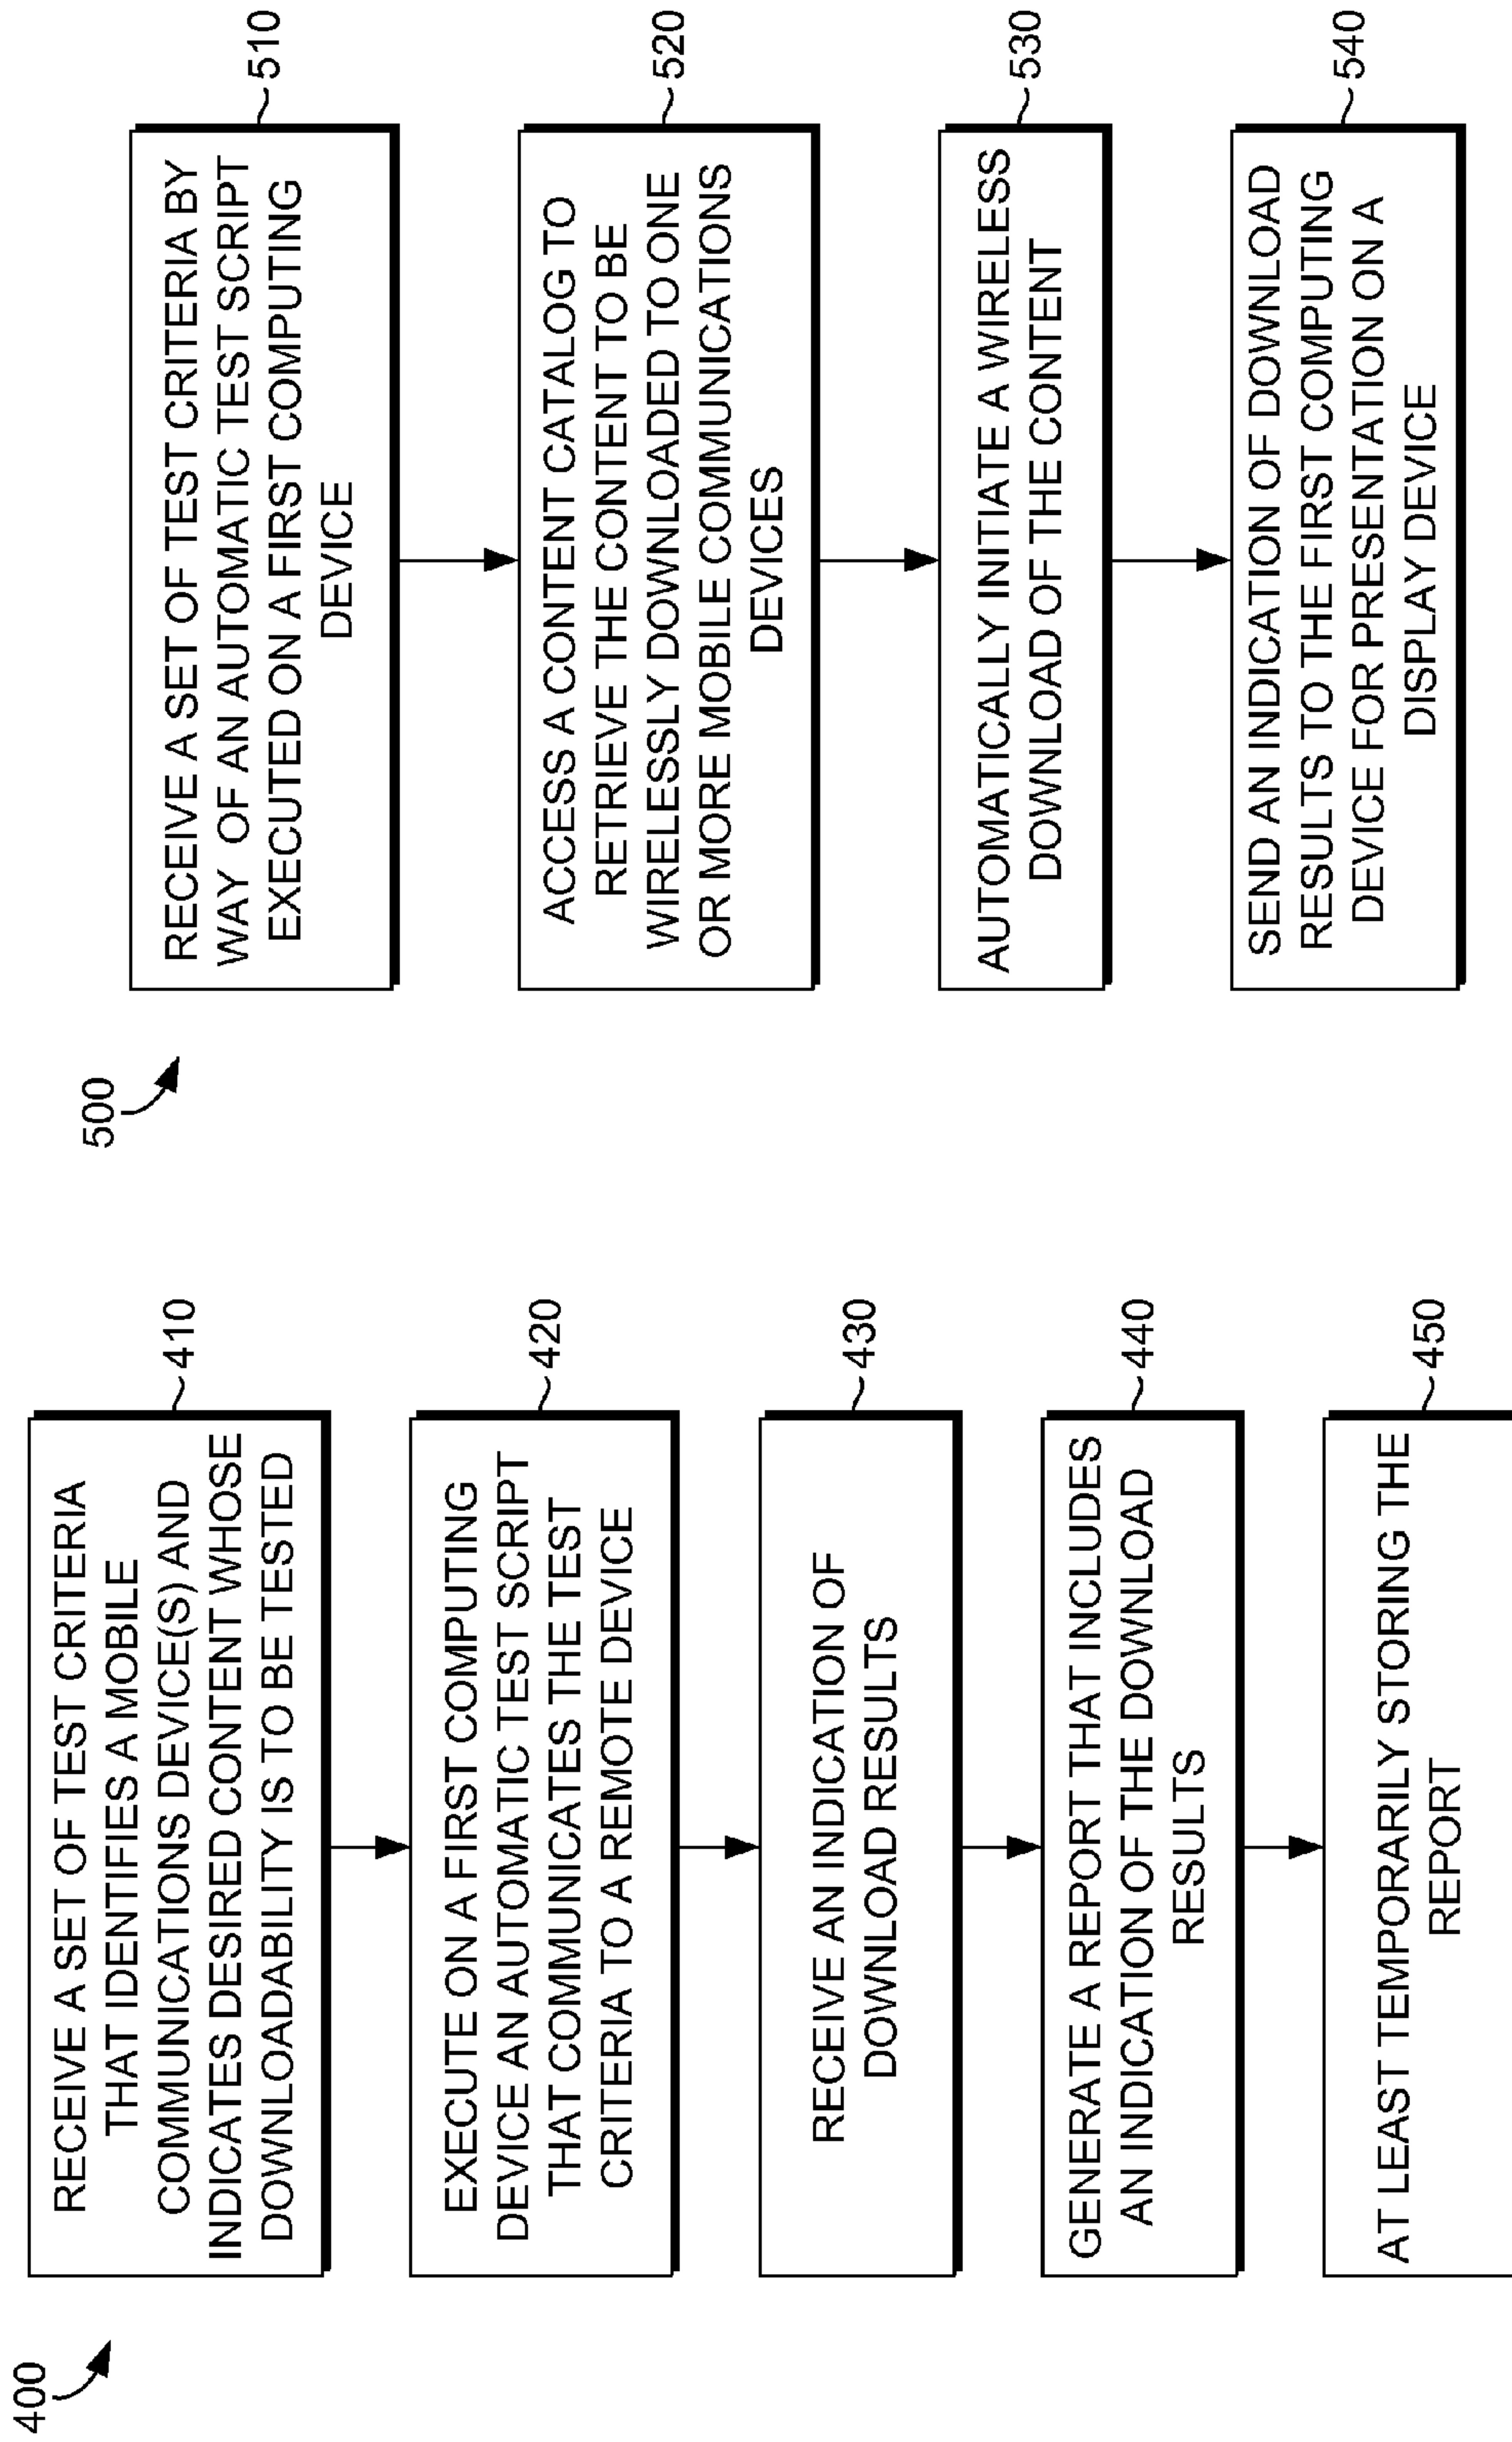 400
RECEIVE A SET OF TEST CRITERIA
THAT IDENTIFIES A MOBILE
COMMUNICATIONS DEVICE(S) AND
INDICATES DESIRED CONTENT WHOSE
DOWNLOADABILITY IS TO BE TESTED
410
EXECUTE ON A FIRST COMPUTING
DEVICE AN AUTOMATIC TEST SCRIPT
THAT COMMUNICATES THE TEST
CRITERIA TO A REMOTE DEVICE
420
RECEIVE AN INDICATION OF
DOWNLOAD RESULTS
430
GENERATE A REPORT THAT INCLUDES
AN INDICATION OF THE DOWNLOAD
RESULTS
440
AT LEAST TEMPORARILY STORING THE
REPORT
450
500
RECEIVE A SET OF TEST CRITERIA BY
WAY OF AN AUTOMATIC TEST SCRIPT
EXECUTED ON A FIRST COMPUTING
DEVICE
510
ACCESS A CONTENT CATALOG TO
RETRIEVE THE CONTENT TO BE
WIRELESSLY DOWNLOADED TO ONE
OR MORE MOBILE COMMUNICATIONS
DEVICES
520
AUTOMATICALLY INITIATE A WIRELESS
DOWNLOAD OF THE CONTENT
530
SEND AN INDICATION OF DOWNLOAD
RESULTS TO THE FIRST COMPUTING
DEVICE FOR PRESENTATION ON A
DISPLAY DEVICE
540